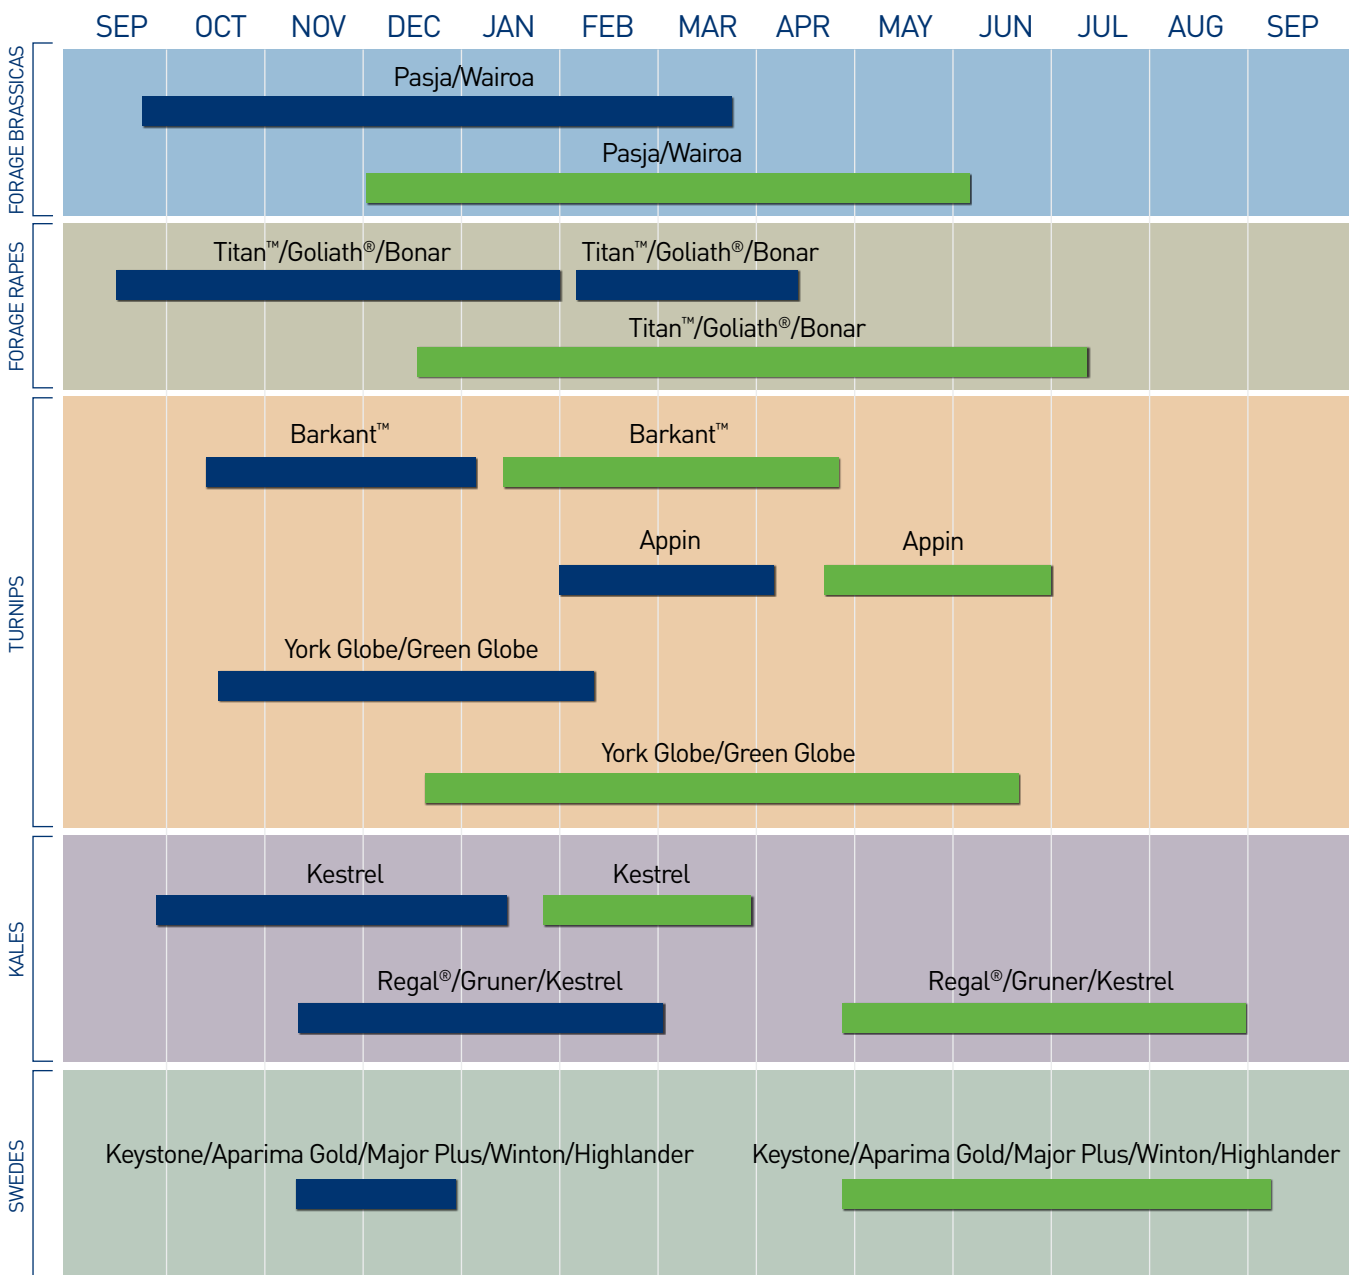 SEP OCT NOV DEC JAN FEB MAR APR MAY JUN JUL AUG SEP
FORAGE BRASSICAS
Pasja/Wairoa
Pasja/Wairoa
FORAGE RAPES
Titan™/Goliath®/Bonar Titan™/Goliath®/Bonar
Titan™/Goliath®/Bonar
TURNIPS
Barkant™ Barkant™
Appin Appin
York Globe/Green Globe
York Globe/Green Globe
KALES
Kestrel Kestrel
Regal®/Gruner/Kestrel Regal®/Gruner/Kestrel
SWEDES
Keystone/Aparima Gold/Major Plus/Winton/Highlander Keystone/Aparima Gold/Major Plus/Winton/Highlander